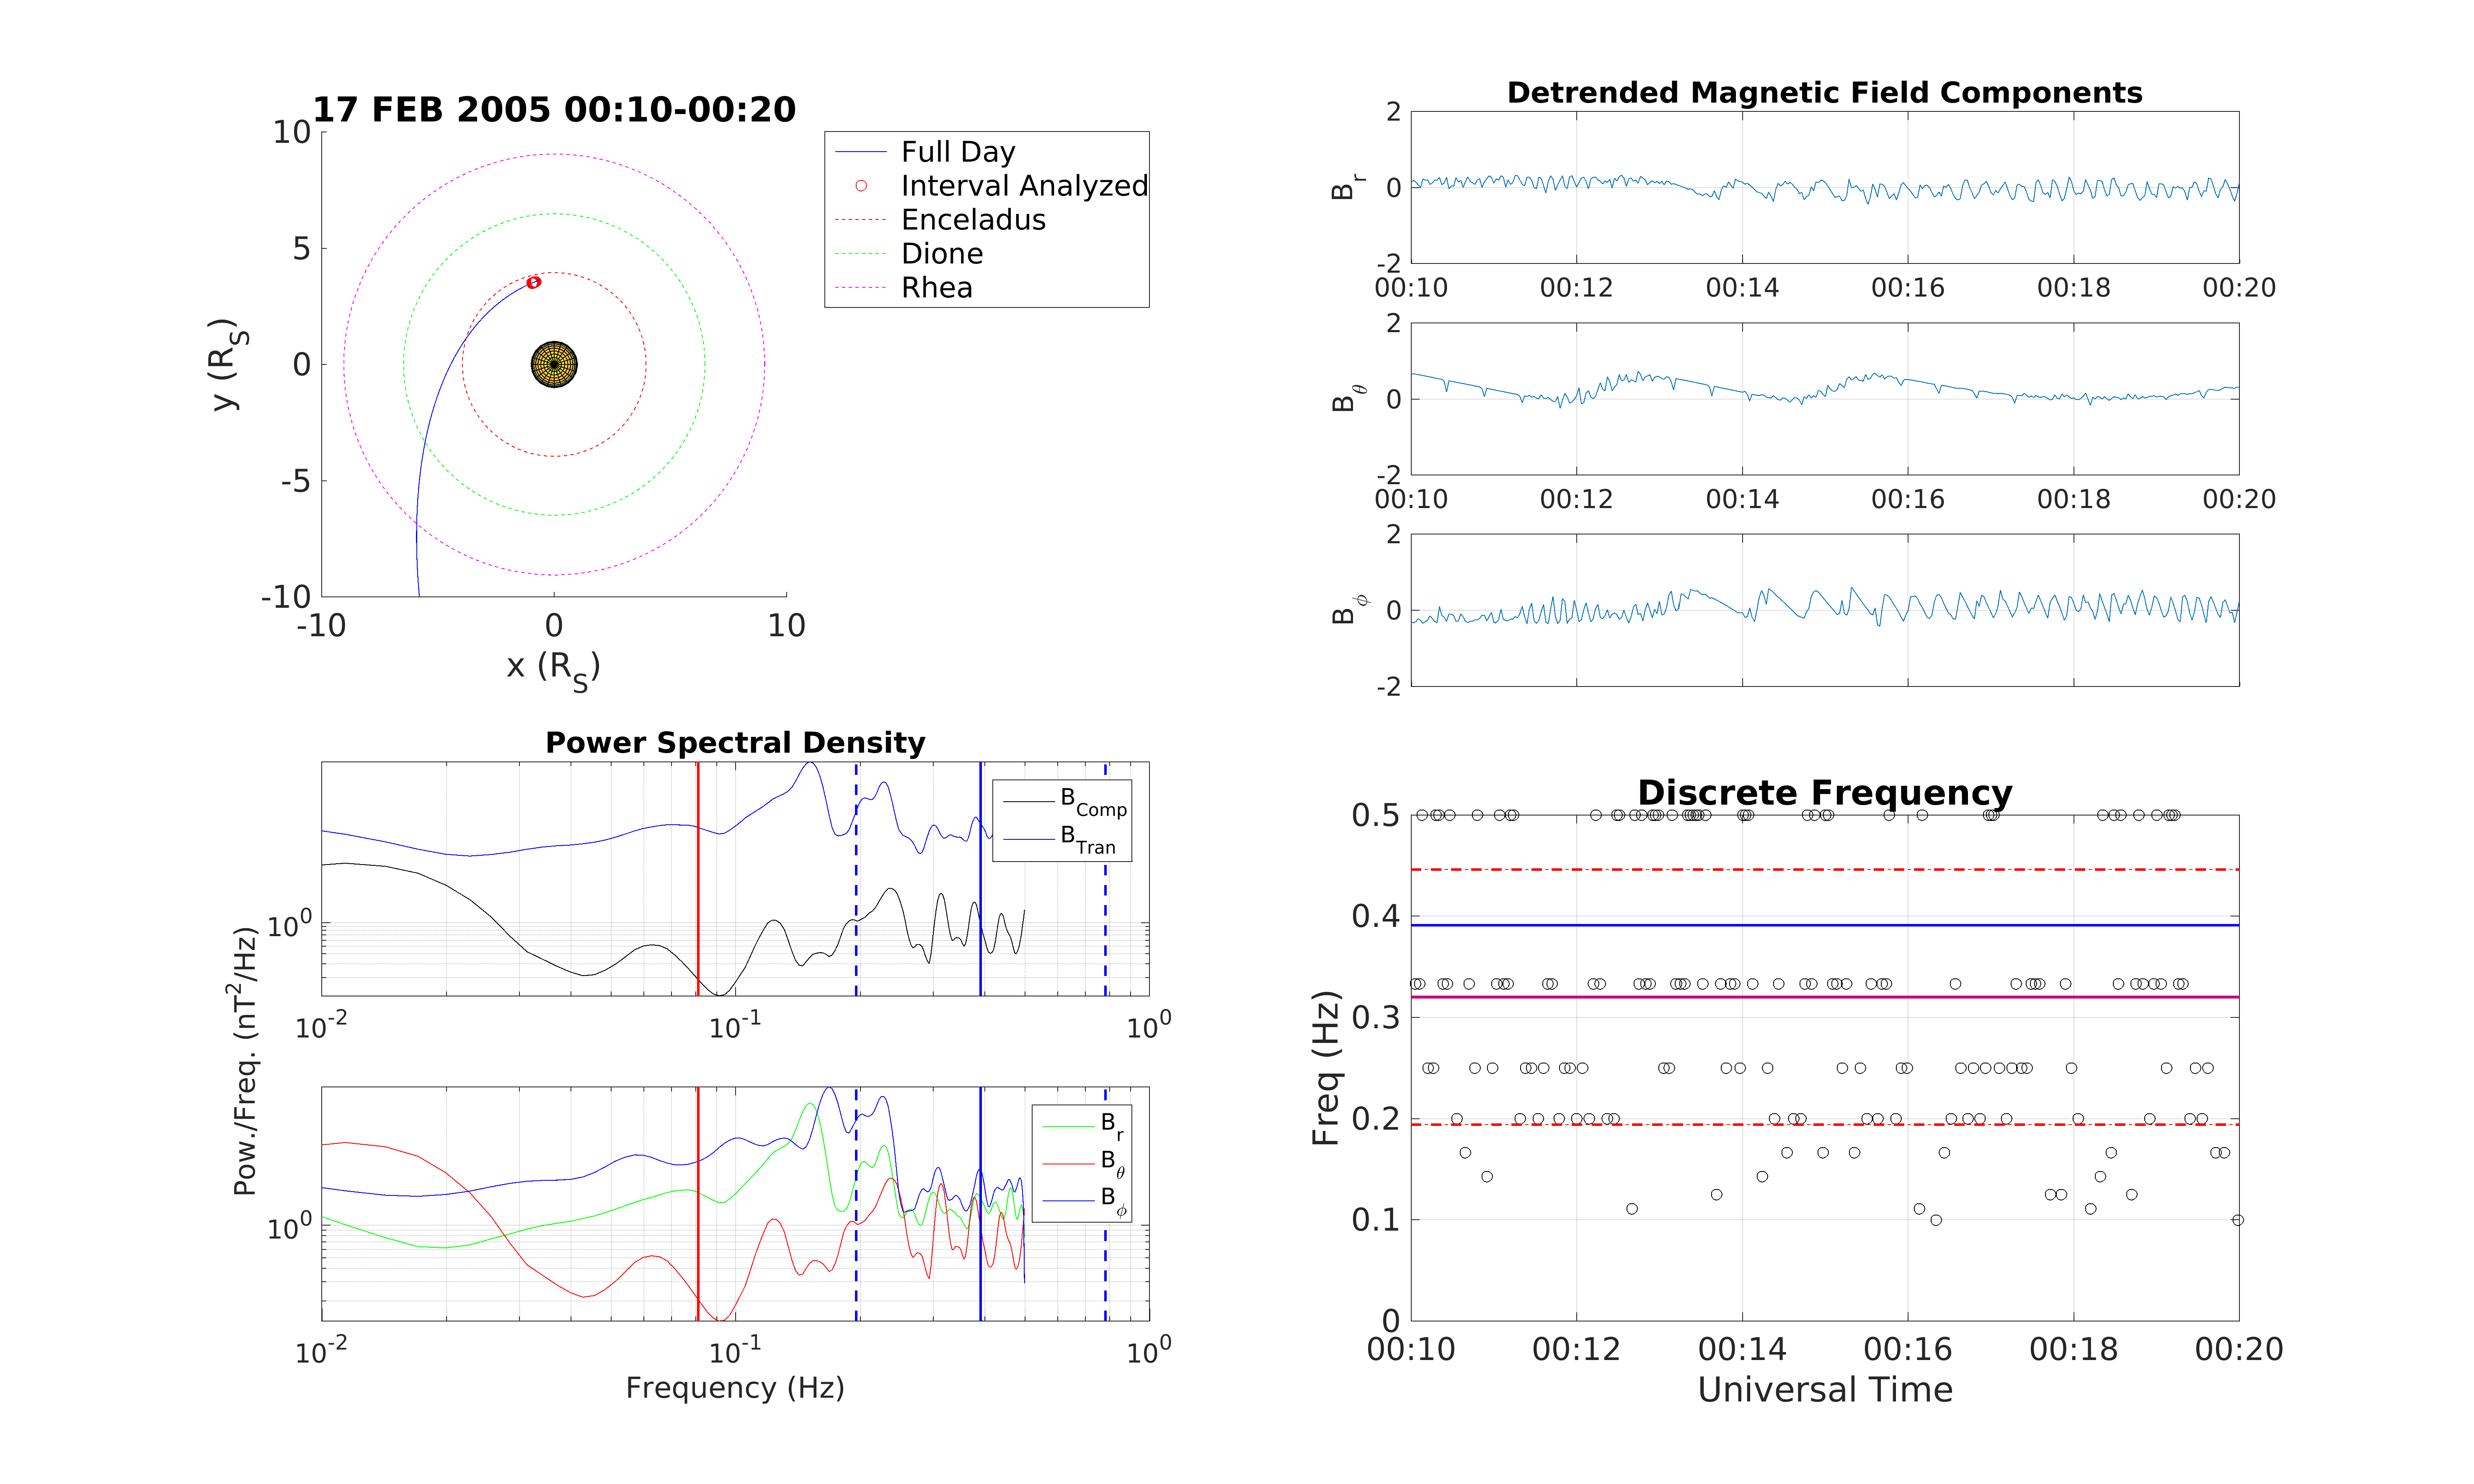 17 FEB 2005 00:10-00:20
10
5
0
-5
-10
-10
0
10
y (R_S)
x (R_S)
Full Day
Interval Analyzed
Enceladus
Dione
Rhea
Detrended Magnetic Field Components
2
0
-2
B_r
00:10 00:12 00:14 00:16 00:18 00:20
2
0
-2
B_θ
00:10 00:12 00:14 00:16 00:18 00:20
2
0
-2
B_ϕ
Power Spectral Density
10^0
B_Comp
B_Tran
10^-2 10^-1 10^0
Pow./Freq. (nT^2/Hz)
10^0
B_r
B_θ
B_ϕ
10^-2 10^-1 10^0
Frequency (Hz)
Discrete Frequency
0.5
0.4
0.3
0.2
0.1
0
Freq (Hz)
00:10 00:12 00:14 00:16 00:18 00:20
Universal Time